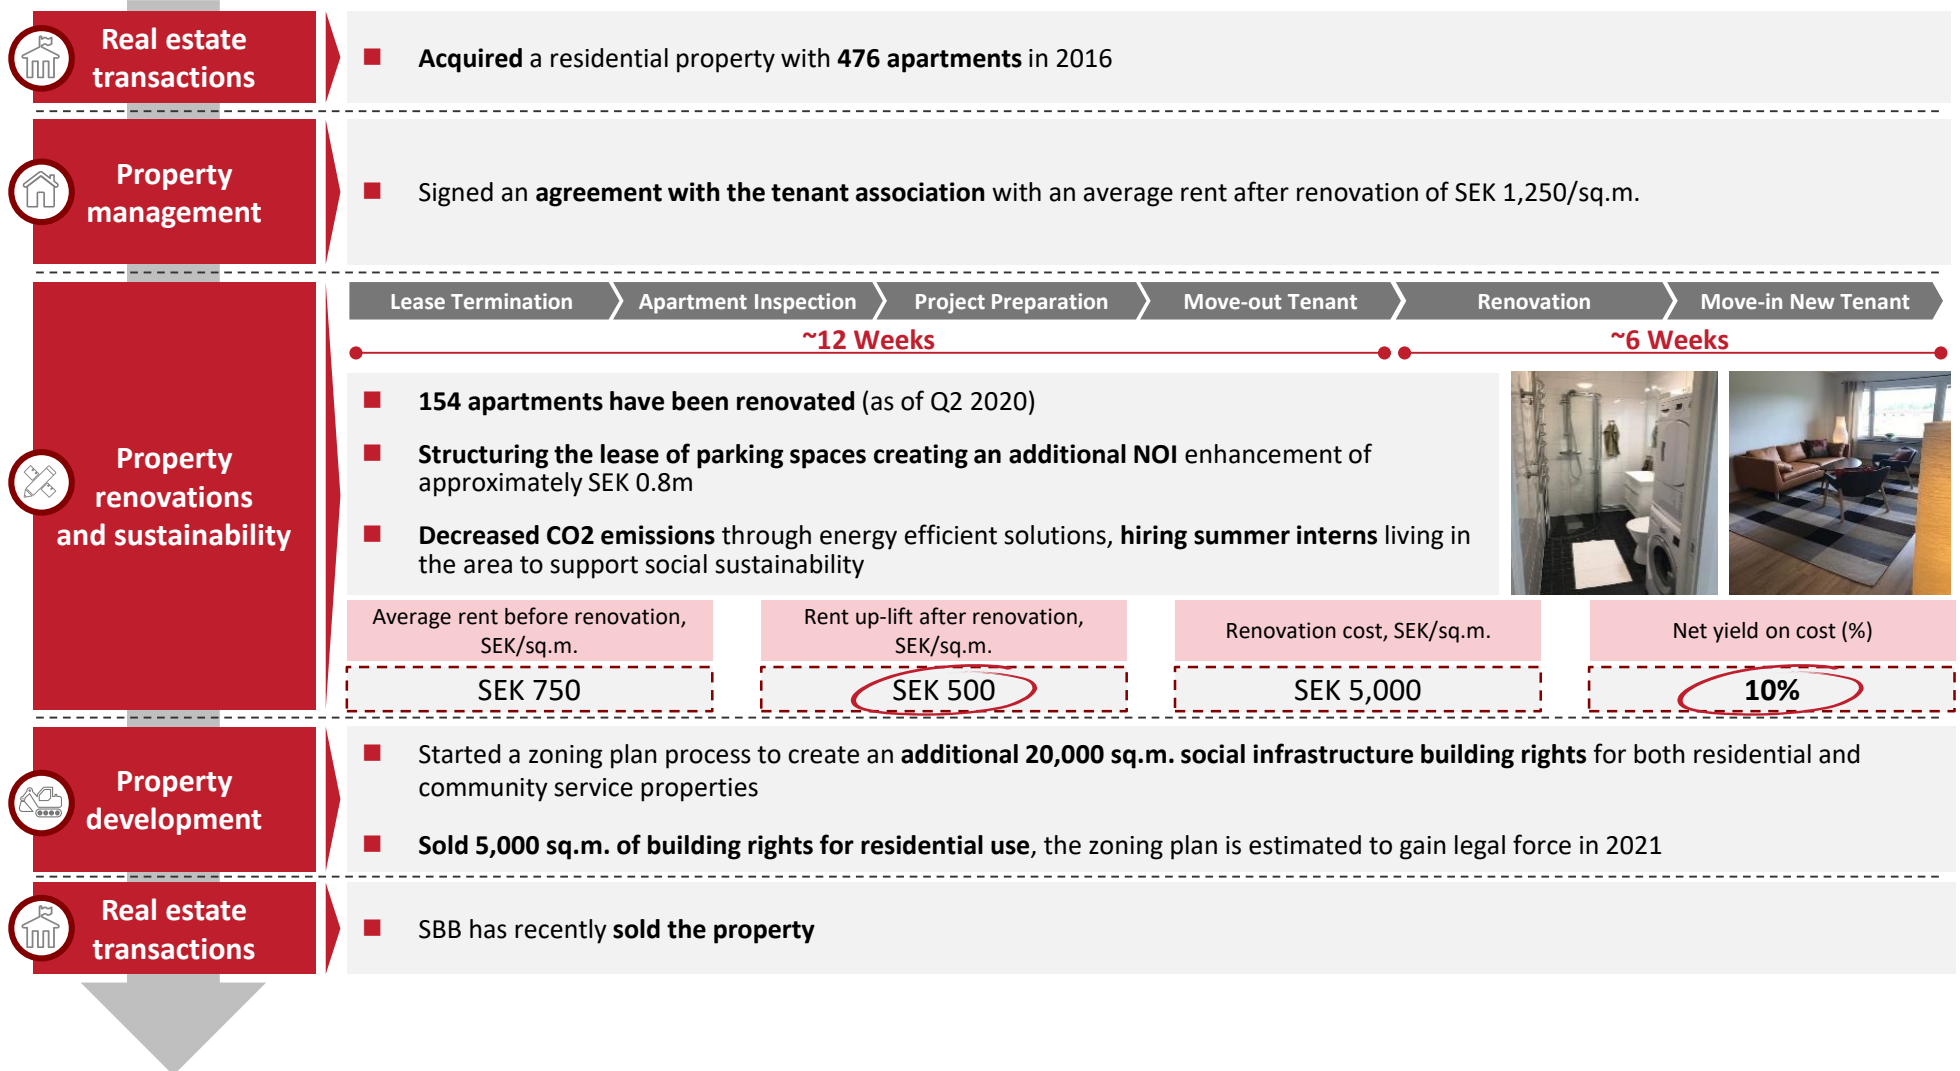 Real estate
transactions
■ Acquired a residential property with 476 apartments in 2016
Property
management
■ Signed an agreement with the tenant association with an average rent after renovation of SEK 1,250/sq.m.
Property
renovations
and sustainability
Lease Termination
Apartment Inspection
Project Preparation
Move-out Tenant
Renovation
Move-in New Tenant
~12 Weeks
~6 Weeks
■ 154 apartments have been renovated (as of Q2 2020)
■ Structuring the lease of parking spaces creating an additional NOI enhancement of
approximately SEK 0.8m
■ Decreased CO2 emissions through energy efficient solutions, hiring summer interns living in
the area to support social sustainability
Average rent before renovation,
SEK/sq.m.
SEK 750
Rent up-lift after renovation,
SEK/sq.m.
SEK 500
Renovation cost, SEK/sq.m.
SEK 5,000
Net yield on cost (%)
10%
Property
development
■ Started a zoning plan process to create an additional 20,000 sq.m. social infrastructure building rights for both residential and
community service properties
■ Sold 5,000 sq.m. of building rights for residential use, the zoning plan is estimated to gain legal force in 2021
Real estate
transactions
■ SBB has recently sold the property